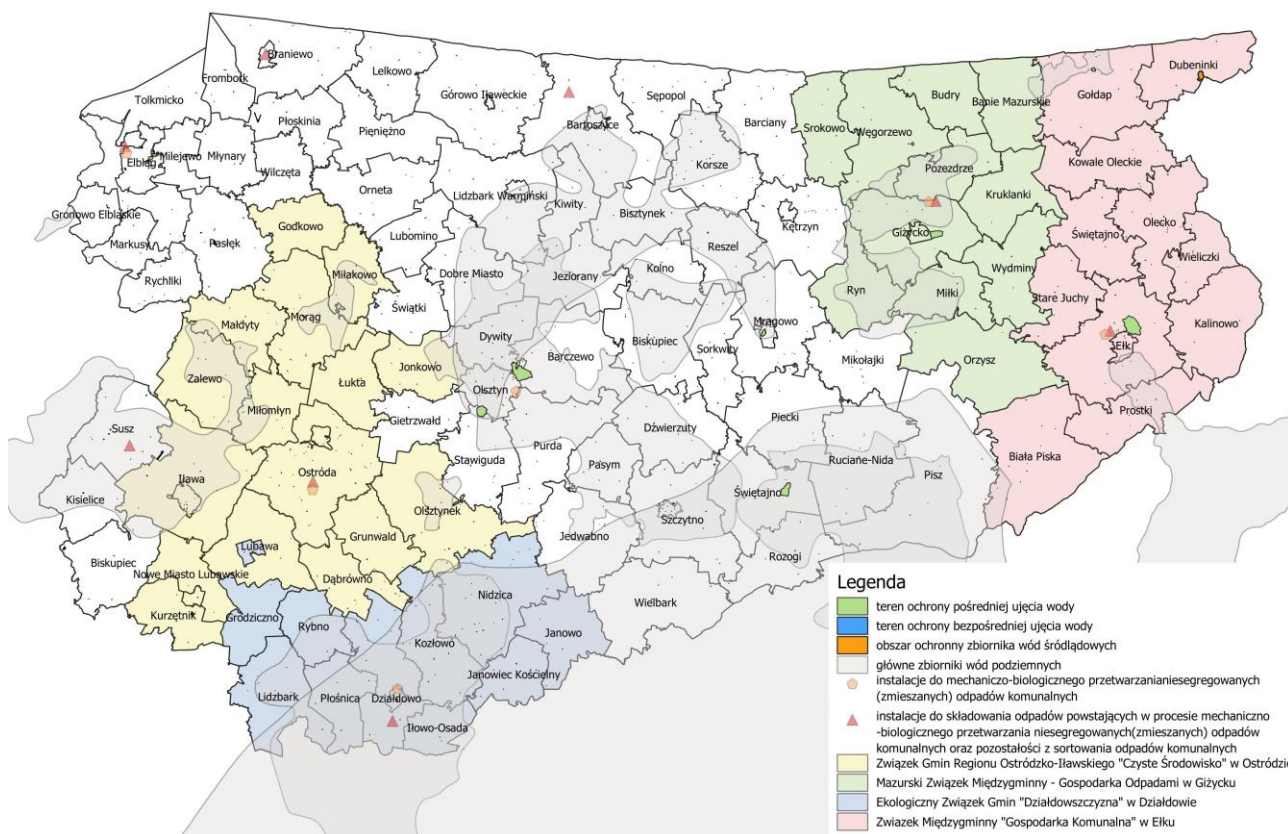 Braniewo
Dubeninki
Frombork
Lelkowo
Gołdap
Tolkmicko
Górowo Iławeckie
Sępopol
Budry
Banie Mazurskie
Płoskinia
Bartoszyce
Barciany
Srokowo
Węgorzewo
Pieniężno
Elbląg
Milejewo
Młynary
Korsze
Kowale Oleckie
Wilczęta
Pozezdrze
Orneta
Lidzbark Warmiński
Kiwity
Kruklanki
Gronowo Elbląskie
Bisztynek
Olecko
Godkowo
Kętrzyn
Giżycko
Świętajno
Markusy
Pasłęk
Lubomino
Reszel
Wieliczki
Rychliki
Miłakowo
Dobre Miasto
Jeziorany
Kolno
Wydminy
Ryn
Miłki
Stare Juchy
Kalinowo
Świątki
Małdyty
Morąg
Mrągowo
Dywity
Biskupiec
Sorkwity
Ełk
Barczewo
Mikołajki
Orzysz
Zalewo
Łukta
Jonkowo
Olsztyn
Miłomłyn
Prostki
Gietrzwałd
Piecki
Susz
Dźwierzuty
Purda
Stawiguda
Biała Piska
Ruciane-Nida
Pasym
Ostróda
Pisz
Iława
Kisielice
Świętajno
Olsztynek
Szczytno
Grunwald
Jedwabno
Lubawa
Rozogi
Biskupiec
Nowe Miasto Lubawskie
Dąbrówno
Nidzica
Wielbark
Kurzętnik
Grodziczno
Rybno
Janowo
Kozłowo
Janowiec Kościelny
Lidzbark
Płośnica
Działdowo
Iłowo-Osada
Legenda
teren ochrony pośredniej ujęcia wody
teren ochrony bezpośredniej ujęcia wody
obszar ochronny zbiornika wód śródlądowych
główne zbiorniki wód podziemnych
instalacje do mechaniczo-biologicznego przetwarzanianiesegregowanych
(zmieszanych) odpadów komunalnych
instalacje do składowania odpadów powstających w procesie mechaniczno
-biologicznego przetwarzania niesegregowanych(zmieszanych) odpadów
komunalnych oraz pozostałości z sortowania odpadów komunalnych
Związek Gmin Regionu Ostródzko-Iławskiego "Czyste Środowisko" w Ostródzie
Mazurski Związek Międzygminny - Gospodarka Odpadami w Giżycku
Ekologiczny Związek Gmin "Działdowszczyzna" w Działdowie
Zwiazek Międzygminny "Gospodarka Komunalna" w Ełku